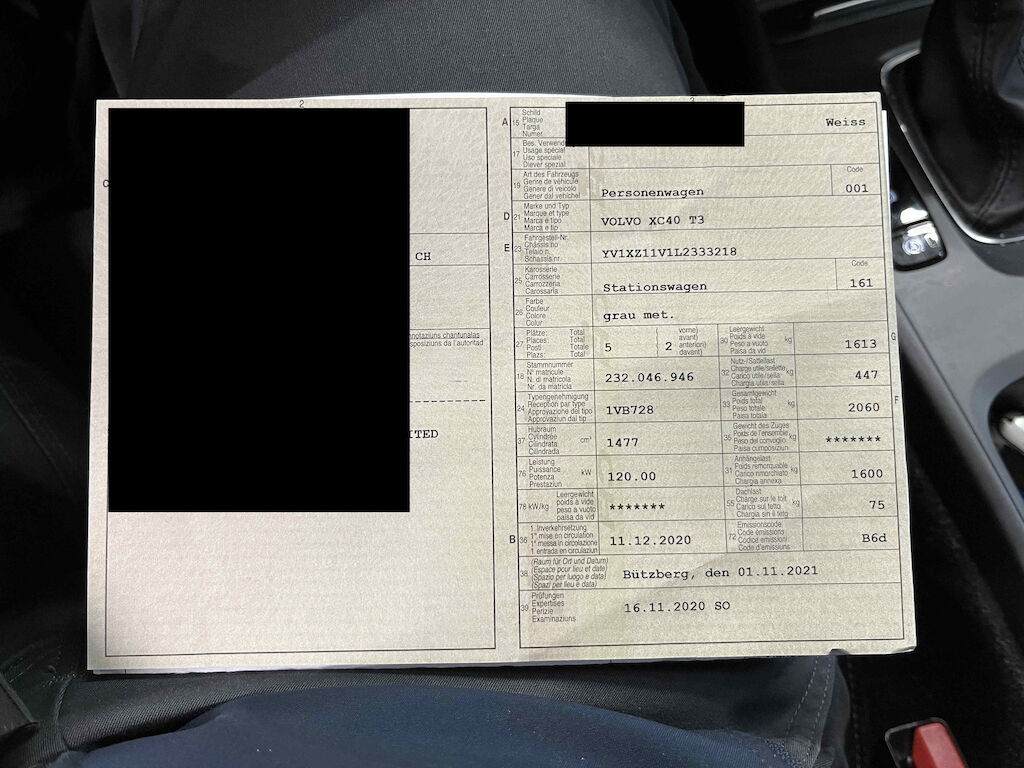 2
C
CH
nnotaziuns chantunalas
sposiziuns da l'autoritad
ITED
3
A 15 Schild
Plaque
Targa
Numer
Weiss
17 Bes. Verwend
Usage spécial
Uso speciale
Diever spezial
19 Art des Fahrzeugs
Genre de véhicule
Genere di veicolo
Gener dal vehichel
Personenwagen
Code
001
D 21 Marke und Typ
Marque et type
Marca e tipo
Marca e tip
VOLVO XC40 T3
E 23 Fahrgestell-Nr.
Châssis no
Telaio n.
Schassis nr.
YV1XZ11V1L2333218
25 Karosserie
Carrosserie
Carrozzeria
Carossaria
Stationswagen
Code
161
26 Farbe
Couleur
Colore
Colur
grau met.
27 Plätze: Total
Places: Total
Posti: Totale
Plazs: Total
5
2
vorne)
avant)
anteriori)
davant)
30 Leergewicht
Poids à vide
Peso a vuoto
Paisa da vid
kg
1613
G
18 Stammnummer
N° matricule
N. di matricola
Nr. da matricla
232.046.946
32 Nutz-/Sattellast
Charge utile/sellette
Carico utile/sella
Chargia utila/sella
kg
447
24 Typengenehmigung
Réception par type
Approvazione del tipo
Approvaziun dal tip
1VB728
33 Gesamtgewicht
Poids total
Peso totale
Paisa totala
kg
2060
F
37 Hubraum
Cylindrée
Cilindrata
Cilindrada
cm³
1477
35 Gewicht des Zuges
Poids de l'ensemble
Peso del convoglio
Paisa cumposiziun
kg
*******
76 Leistung
Puissance
Potenza
Prestaziun
kW
120.00
31 Anhängelast
Poids remorquable
Carico rimorchiato
Chargia annexa
kg
1600
78 kW/kg Leergewicht
poids à vide
peso a vuoto
paisa da vid
*******
55 Dachlast
Charge sur le toit
Carico sul tetto
Chargia sin il tetg
kg
75
B 36 1. Inverkehrsetzung
1re mise en circulation
1a messa in circolazione
1. entrada en circulaziun
11.12.2020
72 Emissionscode
Code émissions
Codice emissioni
Code d'emissiuns
B6d
38 (Raum für Ort und Datum)
(Espace pour lieu et date)
(Spazio per luogo e data)
(Spazi per lieu e data)
Bützberg, den 01.11.2021
39 Prüfungen
Expertises
Perizie
Examinaziuns
16.11.2020 SO